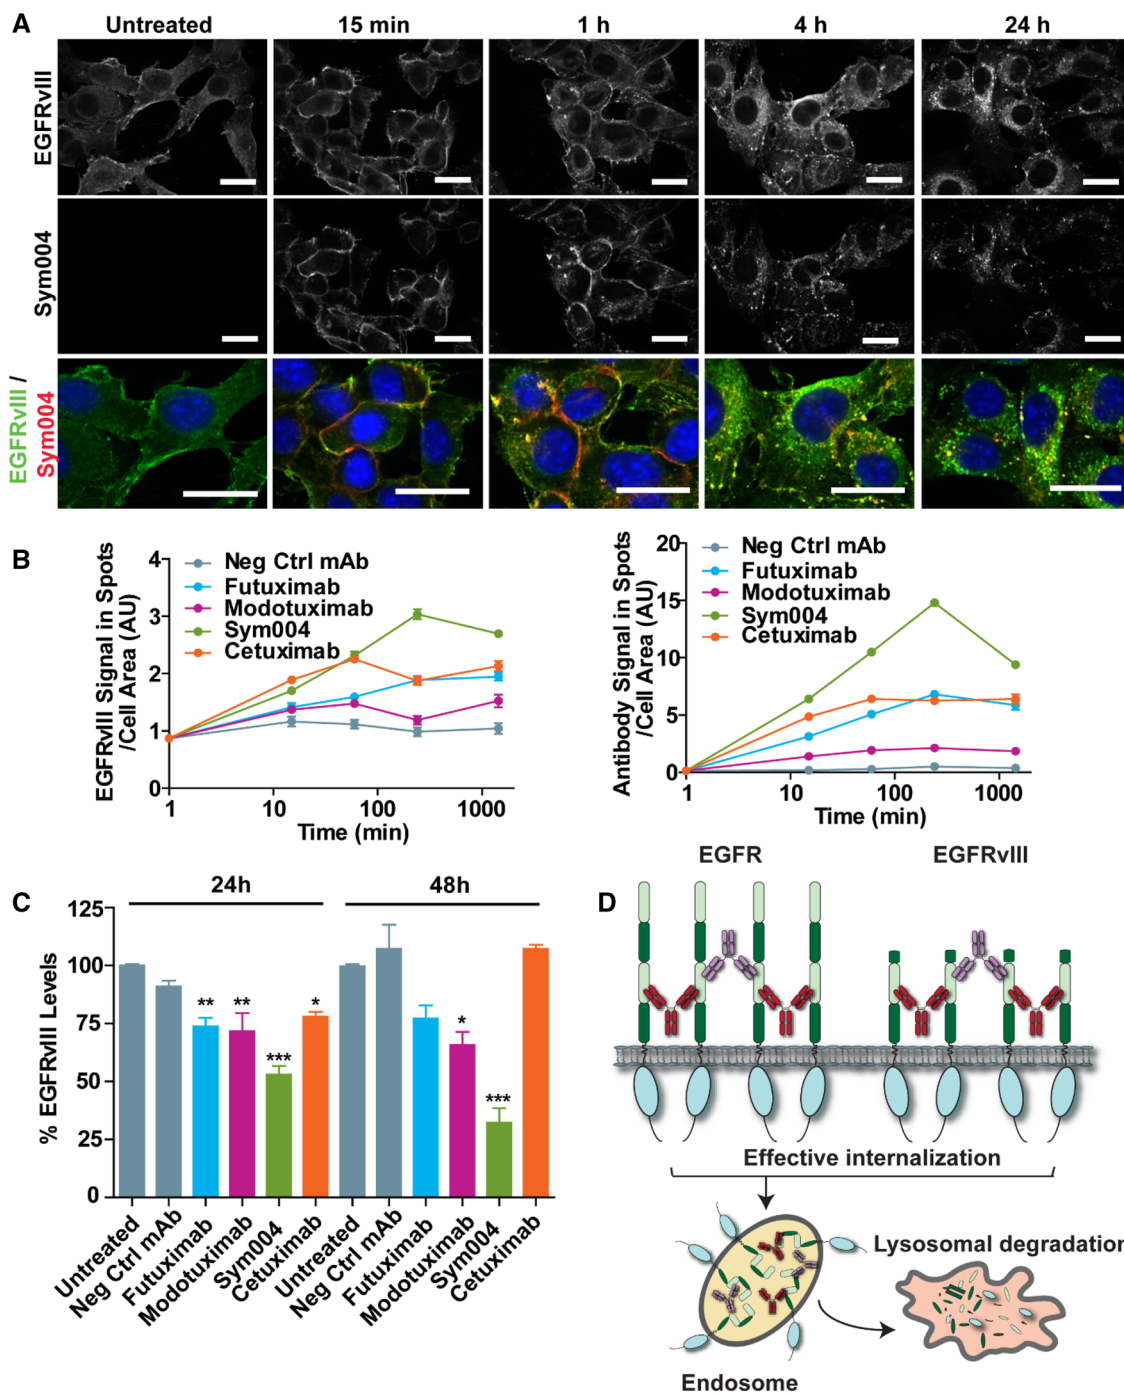 A
Untreated
15 min
1 h
4 h
24 h
EGFRvIII
Sym004
EGFRvIII /
Sym004
B
EGFRvIII Signal in Spots
/Cell Area (AU)
4
3
2
1
0
Neg Ctrl mAb
Futuximab
Modotuximab
Sym004
Cetuximab
1
10
100
1000
Time (min)
Antibody Signal in Spots
/Cell Area (AU)
20
15
10
5
0
Neg Ctrl mAb
Futuximab
Modotuximab
Sym004
Cetuximab
1
10
100
1000
Time (min)
C
24h
48h
% EGFRvIII Levels
125
100
75
50
25
0
**
**
***
*
*
***
Untreated
Neg Ctrl mAb
Futuximab
Modotuximab
Sym004
Cetuximab
Untreated
Neg Ctrl mAb
Futuximab
Modotuximab
Sym004
Cetuximab
D
EGFR
EGFRvIII
Effective internalization
Lysosomal degradation
Endosome